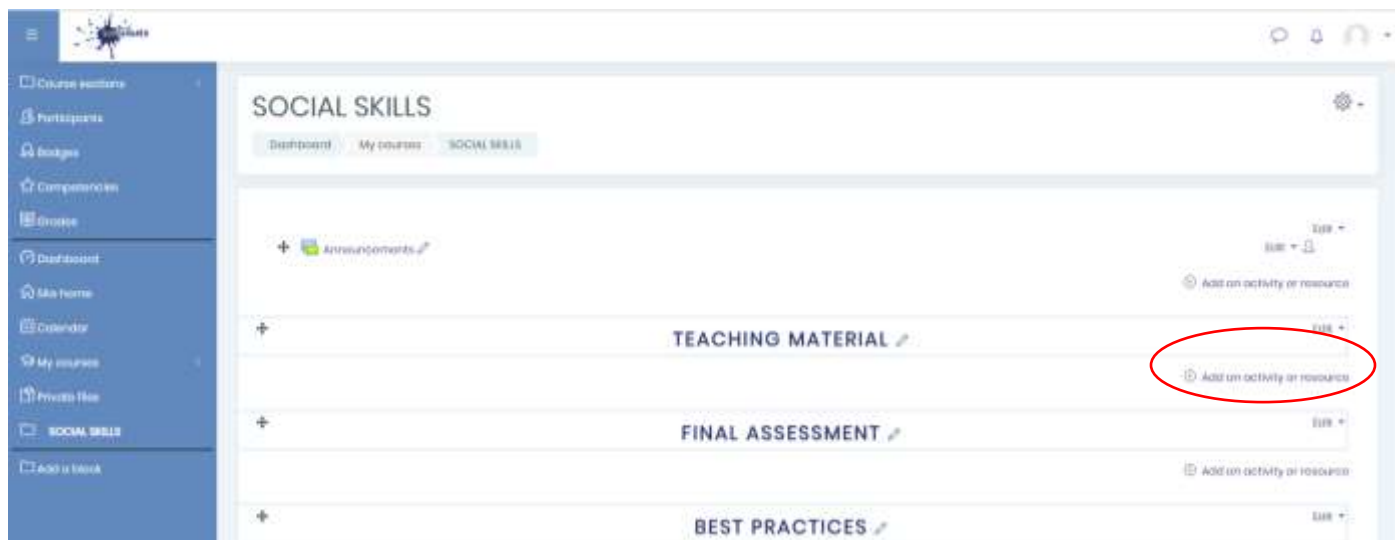 Course sections
Participants
Badges
Competencies
Grades
Dashboard
Site home
Calendar
My courses
Private files
SOCIAL SKILLS
Add a block
SOCIAL SKILLS
Dashboard My courses SOCIAL SKILLS
Edit
Announcements
Edit
Add an activity or resource
TEACHING MATERIAL
Edit
Add an activity or resource
FINAL ASSESSMENT
Edit
Add an activity or resource
BEST PRACTICES
Edit